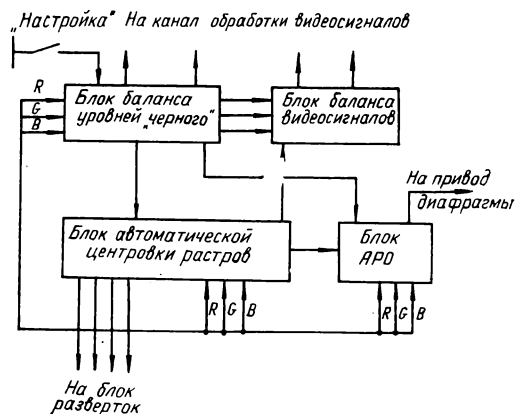 „Настройка“ На канал обработки видеосигналов
R
G
B
Блок баланса
уровней „черного“
Блок баланса
видеосигналов
На привод
диафрагмы
Блок автоматической
центровки растров
Блок
АРО
R G B
R G B
На блок
разверток